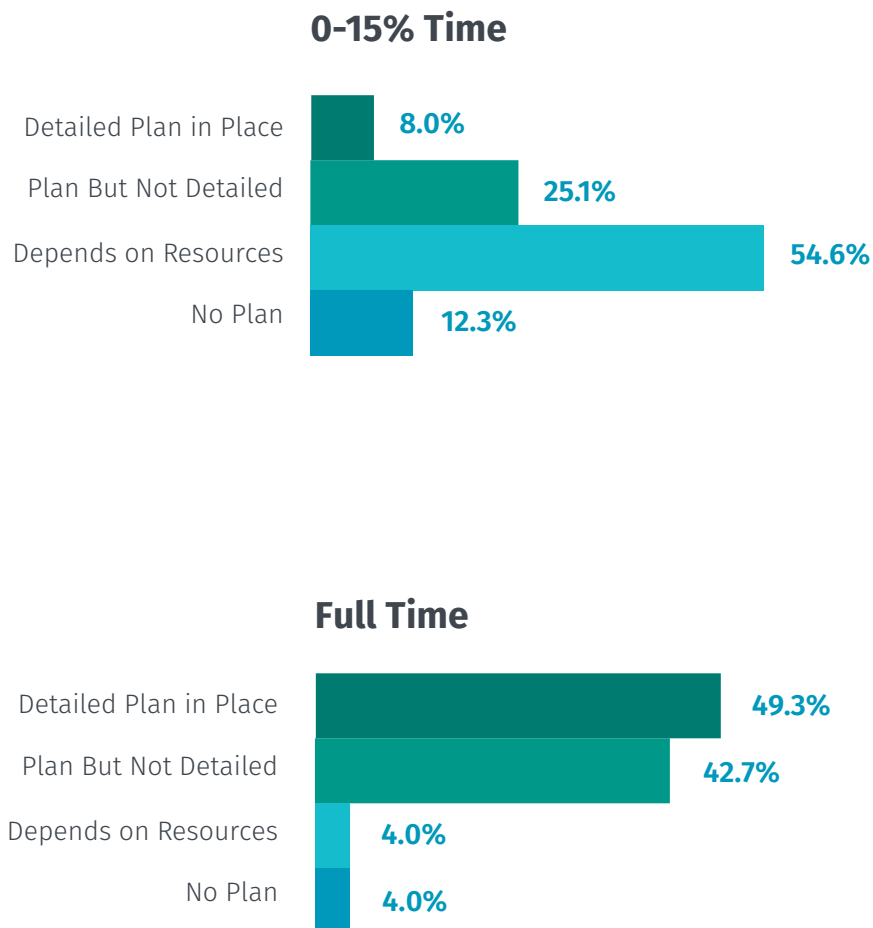 0-15% Time
Detailed Plan in Place 8.0%
Plan But Not Detailed 25.1%
Depends on Resources 54.6%
No Plan 12.3%
Full Time
Detailed Plan in Place 49.3%
Plan But Not Detailed 42.7%
Depends on Resources 4.0%
No Plan 4.0%